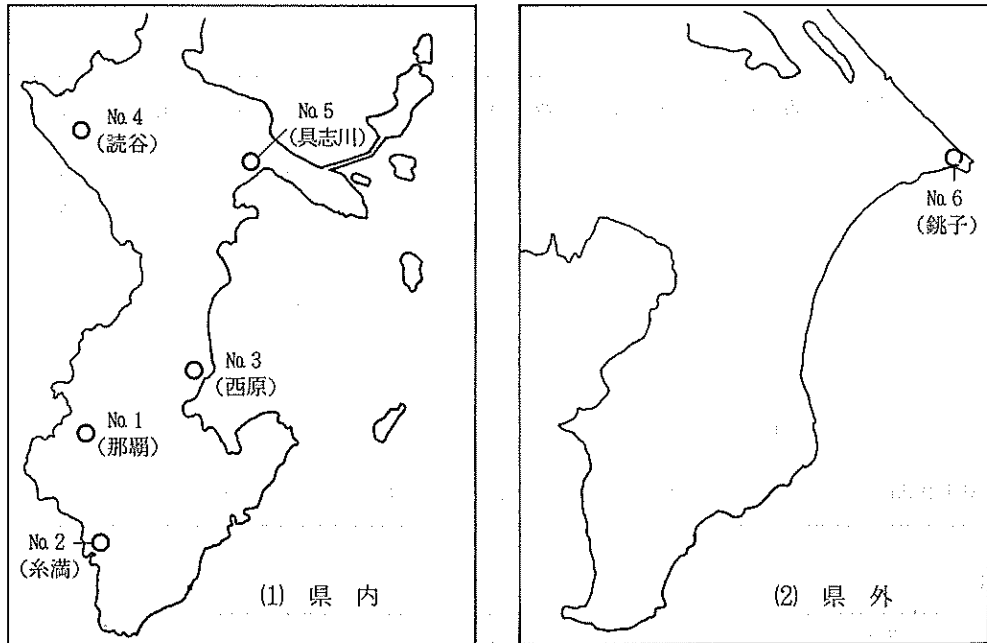 No. 4
(読谷)
No. 5
(具志川)
No. 3
(西原)
No. 1
(那覇)
No. 2
(糸満)
(1) 県 内
No. 6
(銚子)
(2) 県 外